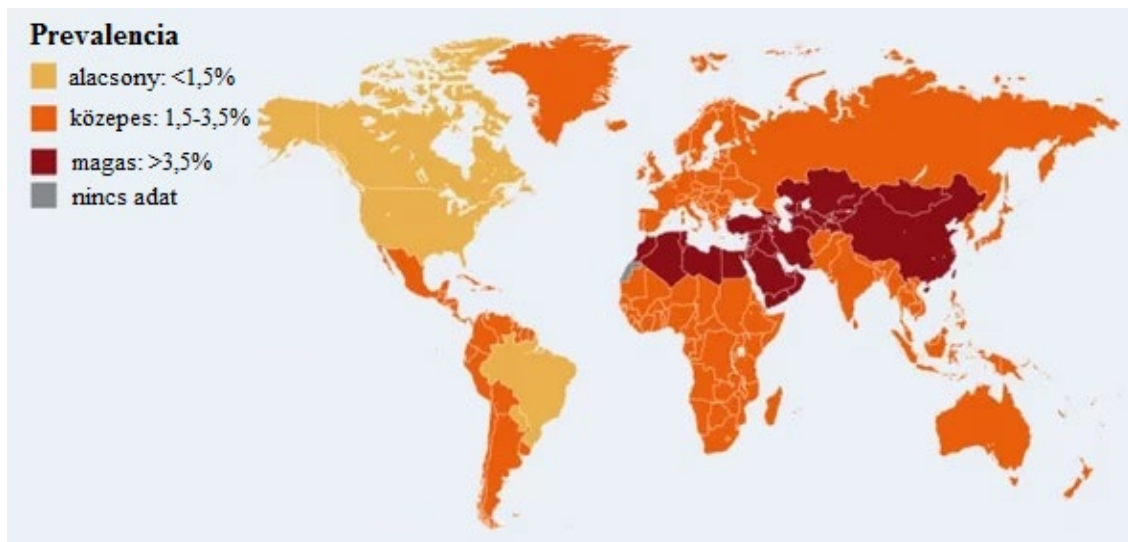 Prevalencia
alacsony: <1,5%
közepes: 1,5-3,5%
magas: >3,5%
nincs adat